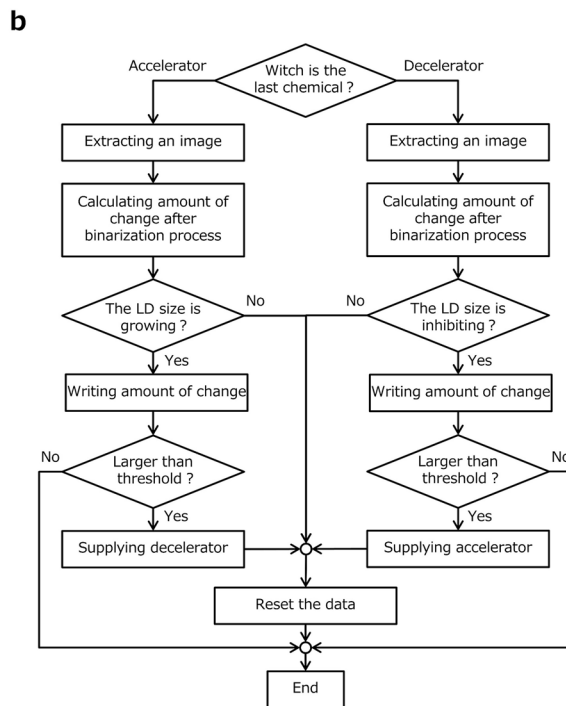 b
Accelerator
Witch is the
last chemical ?
Decelerator
Extracting an image
Extracting an image
Calculating amount of
change after
binarization process
Calculating amount of
change after
binarization process
The LD size is
growing ?
No
No
The LD size is
inhibiting ?
Yes
Yes
Writing amount of change
Writing amount of change
No
Larger than
threshold ?
Larger than
threshold ?
No
Yes
Yes
Supplying decelerator
Supplying accelerator
Reset the data
End